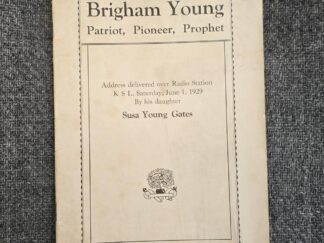 Brigham Young
Patriot, Pioneer, Prophet
Address delivered over Radio Station
K S L, Saturday, June 1, 1929
By his daughter
Susa Young Gates